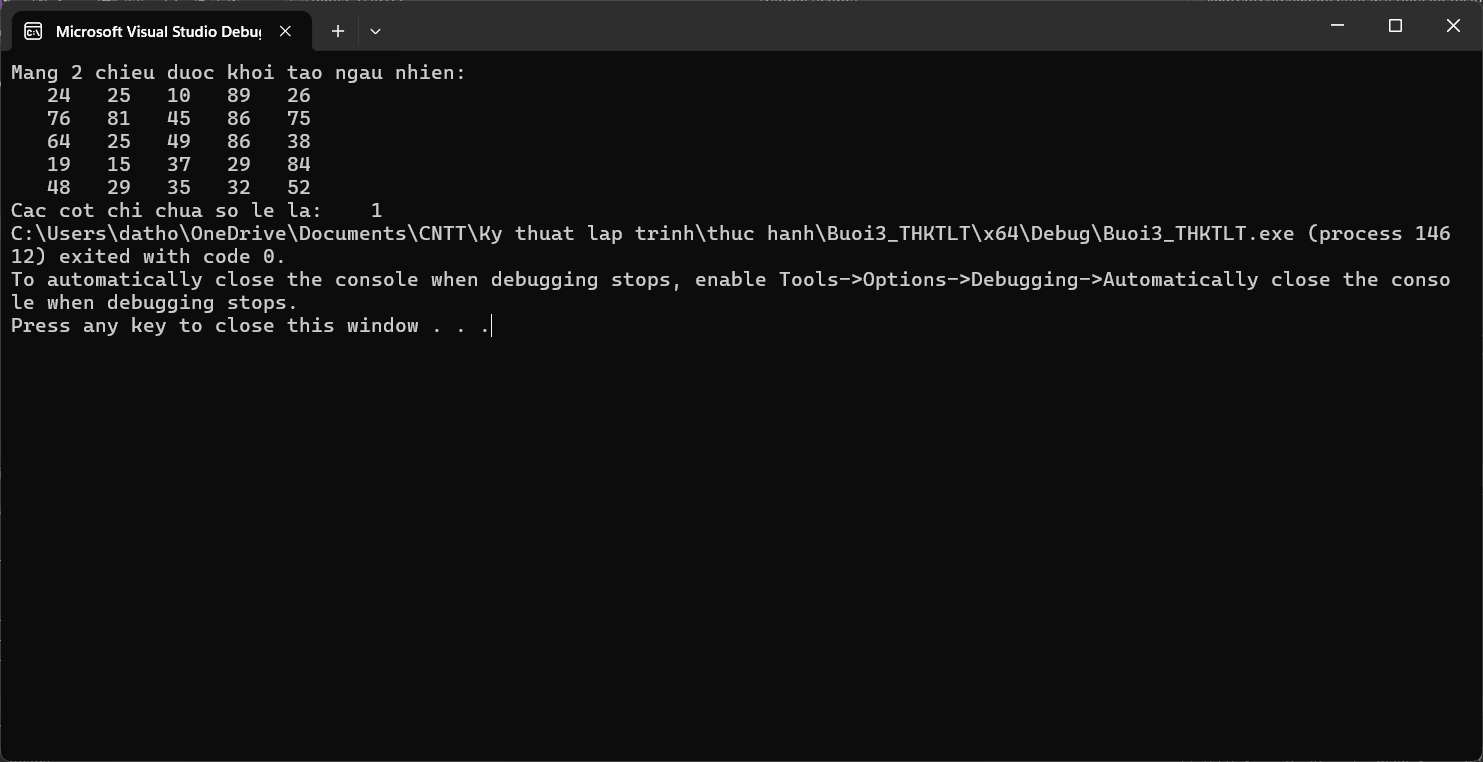 Microsoft Visual Studio Debug
Mang 2 chieu duoc khoi tao ngau nhien:
24 25 10 89 26
76 81 45 86 75
64 25 49 86 38
19 15 37 29 84
48 29 35 32 52
Cac cot chi chua so le la: 1
C:\Users\datho\OneDrive\Documents\CNTT\Ky thuat lap trinh\thuc hanh\Buoi3_THKTLT\x64\Debug\Buoi3_THKTLT.exe (process 146
12) exited with code 0.
To automatically close the console when debugging stops, enable Tools->Options->Debugging->Automatically close the conso
le when debugging stops.
Press any key to close this window . . .